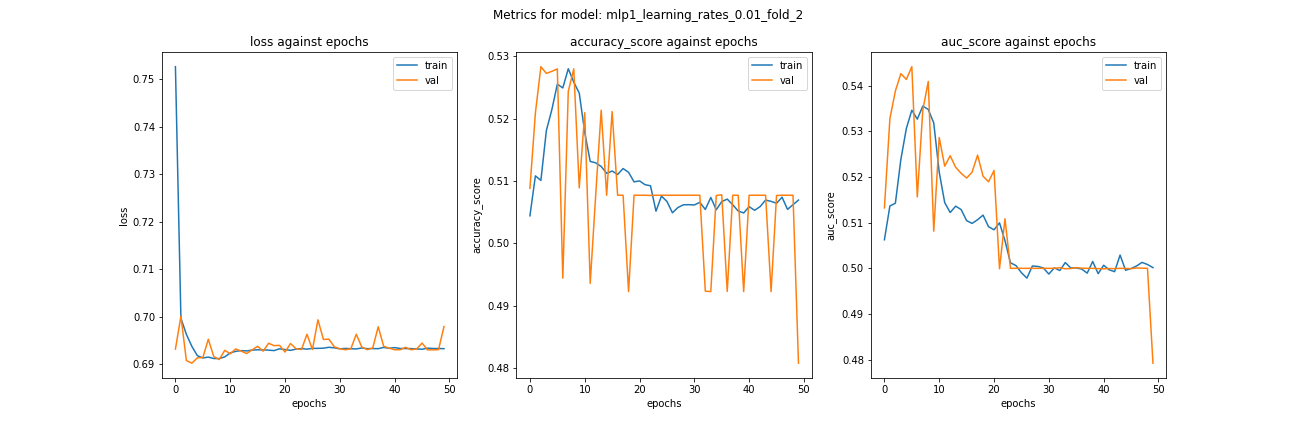 Metrics for model: mlp1_learning_rates_0.01_fold_2
loss against epochs
train
val
0.75
0.74
0.73
0.72
0.71
0.70
0.69
loss
0
10
20
30
40
50
epochs
accuracy_score against epochs
train
val
0.53
0.52
0.51
0.50
0.49
0.48
accuracy_score
0
10
20
30
40
50
epochs
auc_score against epochs
train
val
0.54
0.53
0.52
0.51
0.50
0.49
0.48
auc_score
0
10
20
30
40
50
epochs